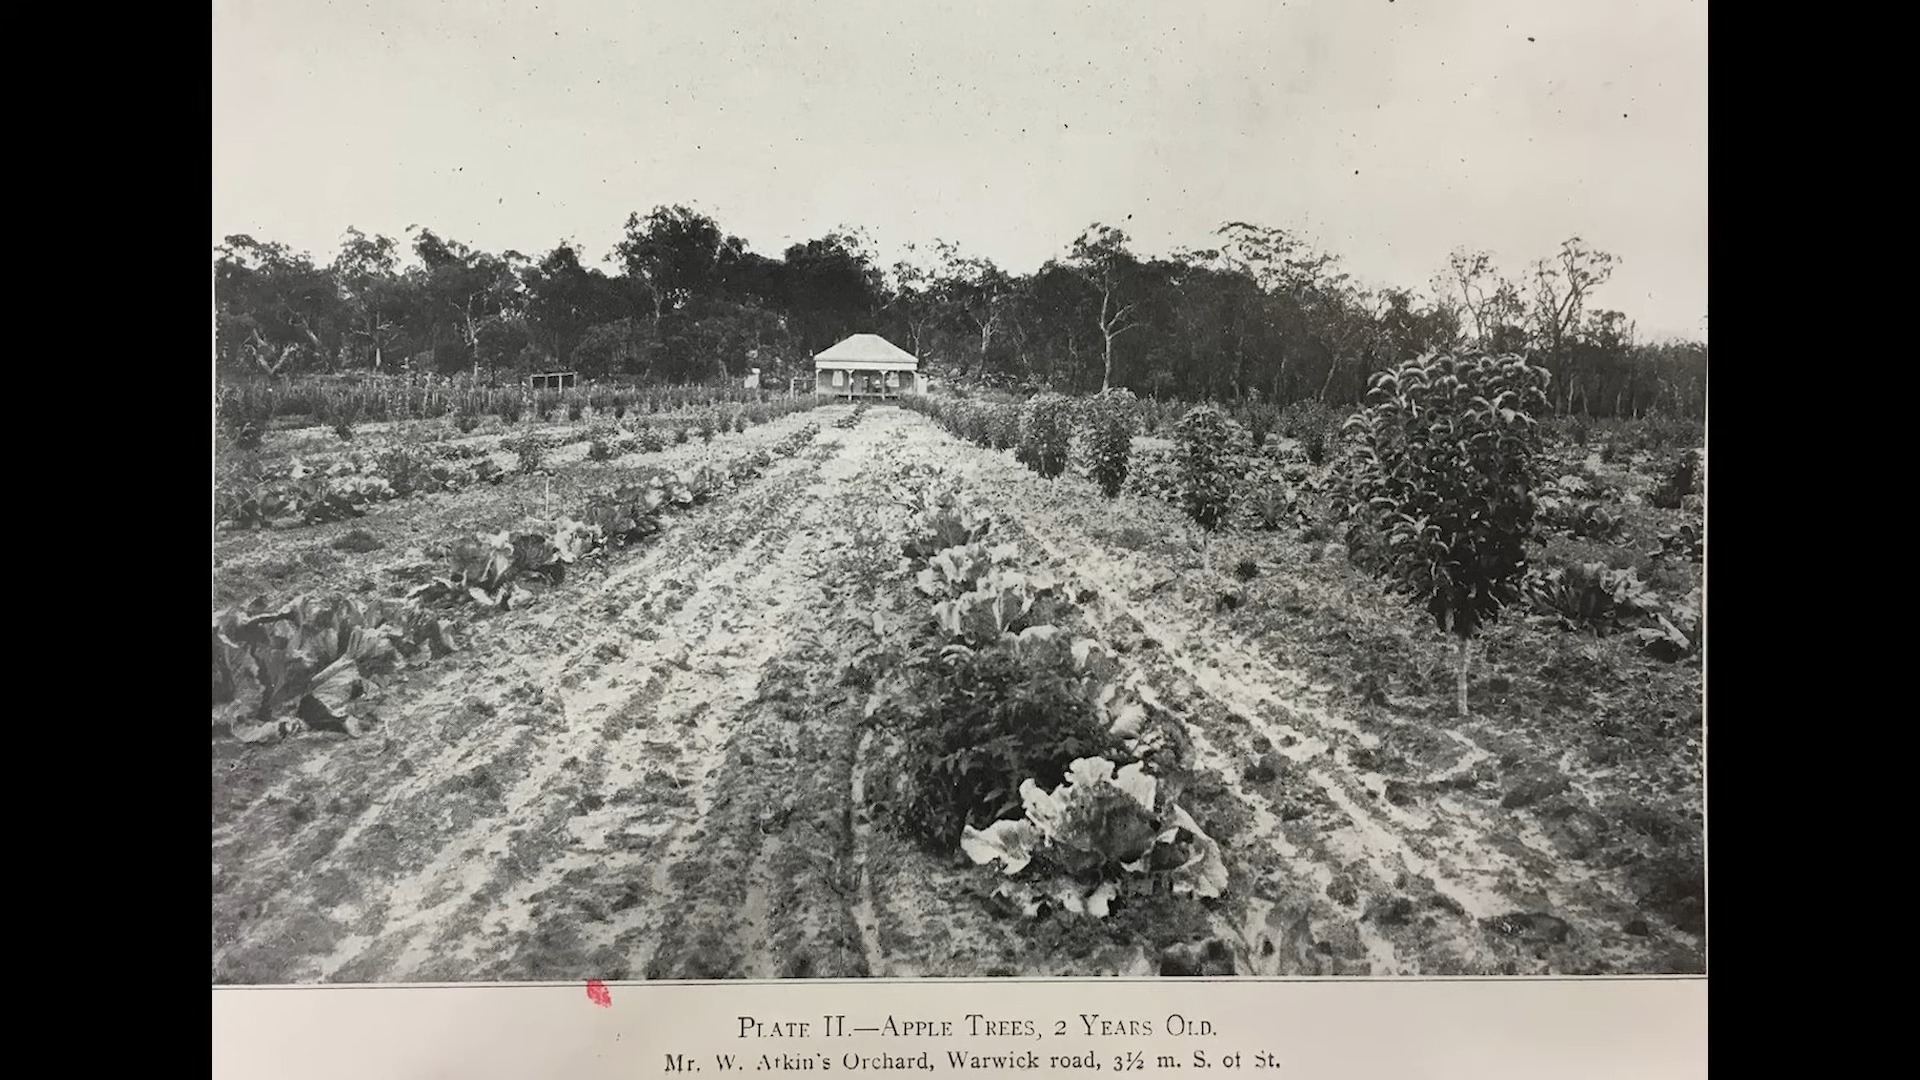 PLATE II.—APPLE TREES, 2 YEARS OLD.
Mr. W. Atkin's Orchard, Warwick road, 3½ m. S. of St.